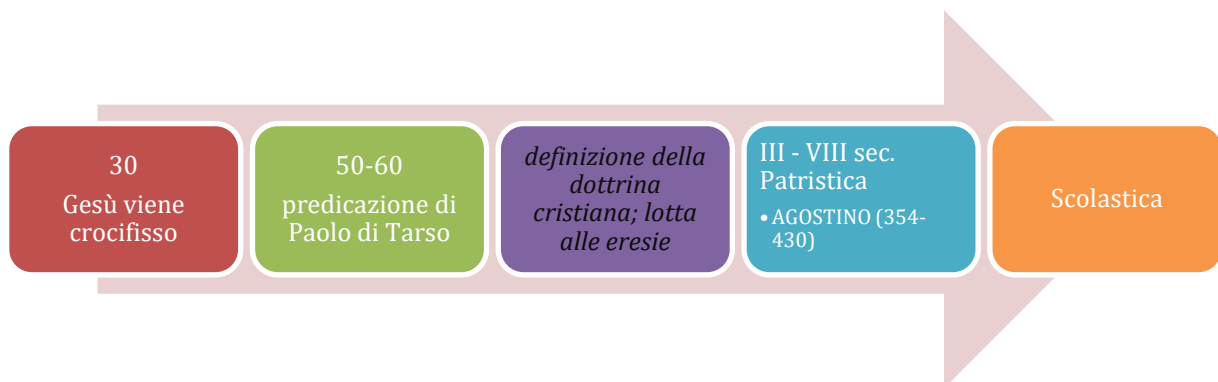 30
Gesù viene
crocifisso
50-60
predicazione di
Paolo di Tarso
definizione della
dottrina
cristiana; lotta
alle eresie
III - VIII sec.
Patristica
• AGOSTINO (354-
430)
Scolastica